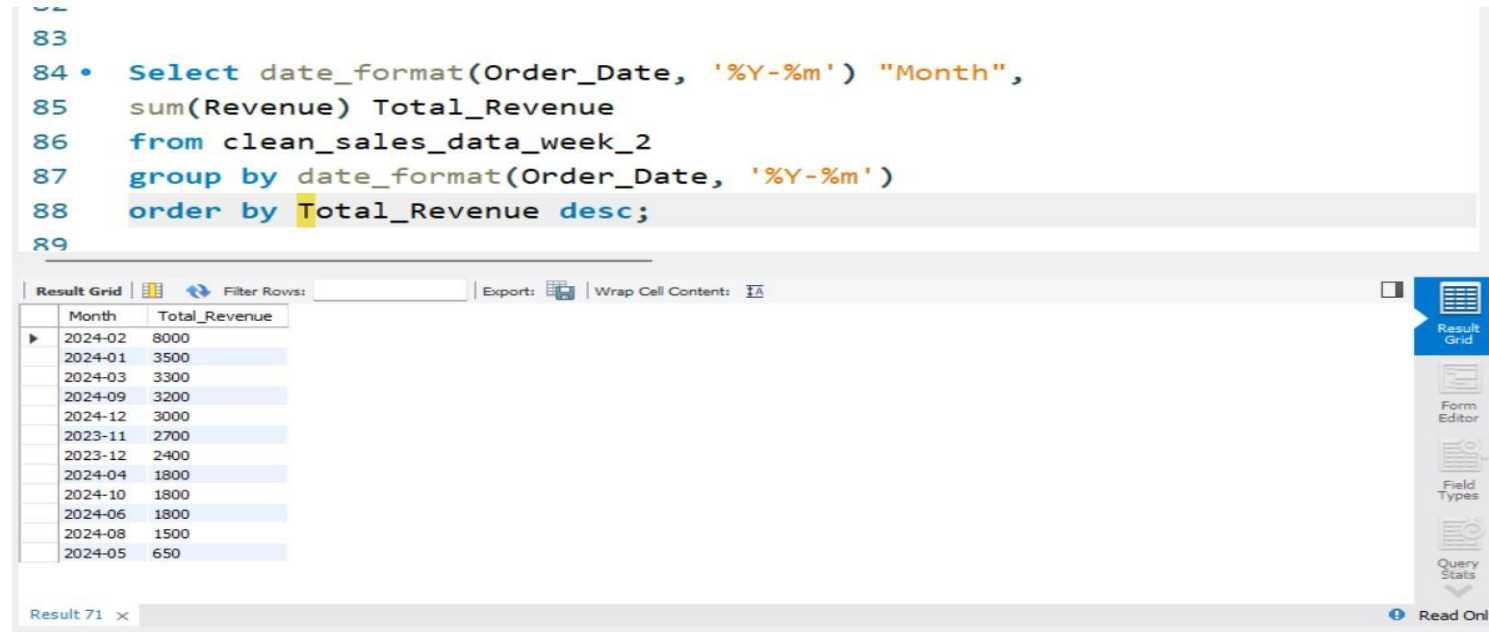 83
84 • Select date_format(Order_Date, '%Y-%m') "Month",
85 sum(Revenue) Total_Revenue
86 from clean_sales_data_week_2
87 group by date_format(Order_Date, '%Y-%m')
88 order by Total_Revenue desc;
89
Result Grid Filter Rows: Export: Wrap Cell Content: IA
Month Total_Revenue
2024-02 8000
2024-01 3500
2024-03 3300
2024-09 3200
2024-12 3000
2023-11 2700
2023-12 2400
2024-04 1800
2024-10 1800
2024-06 1800
2024-08 1500
2024-05 650
Result
Grid
Form
Editor
Field
Types
Query
Stats
Result 71 ×
Read Onl